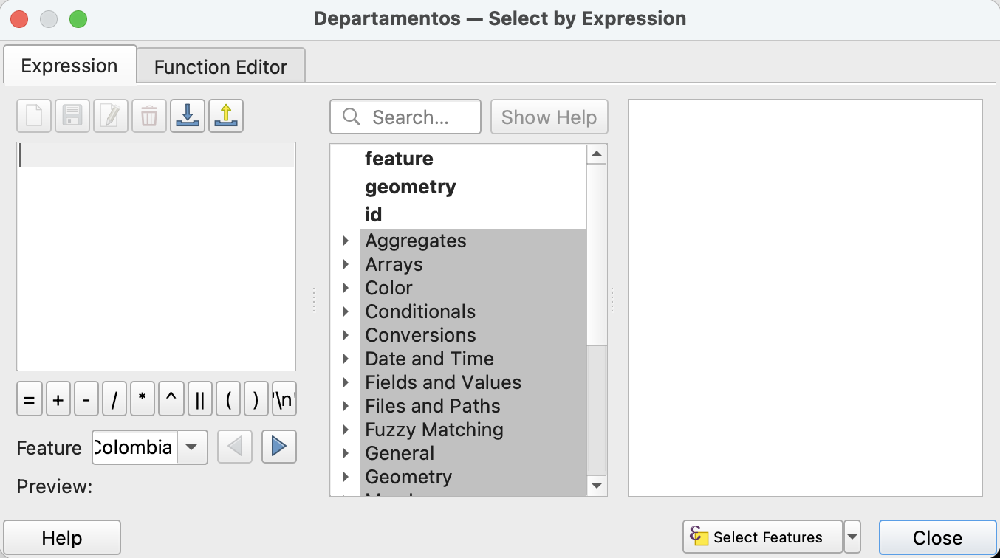 Departamentos — Select by Expression
Expression
Function Editor
Search...
Show Help
feature
geometry
id
Aggregates
Arrays
Color
Conditionals
Conversions
Date and Time
Fields and Values
Files and Paths
Fuzzy Matching
General
Geometry
= + - / * ^ || ( ) '\n'
Feature Colombia
Preview:
Help
Select Features
Close